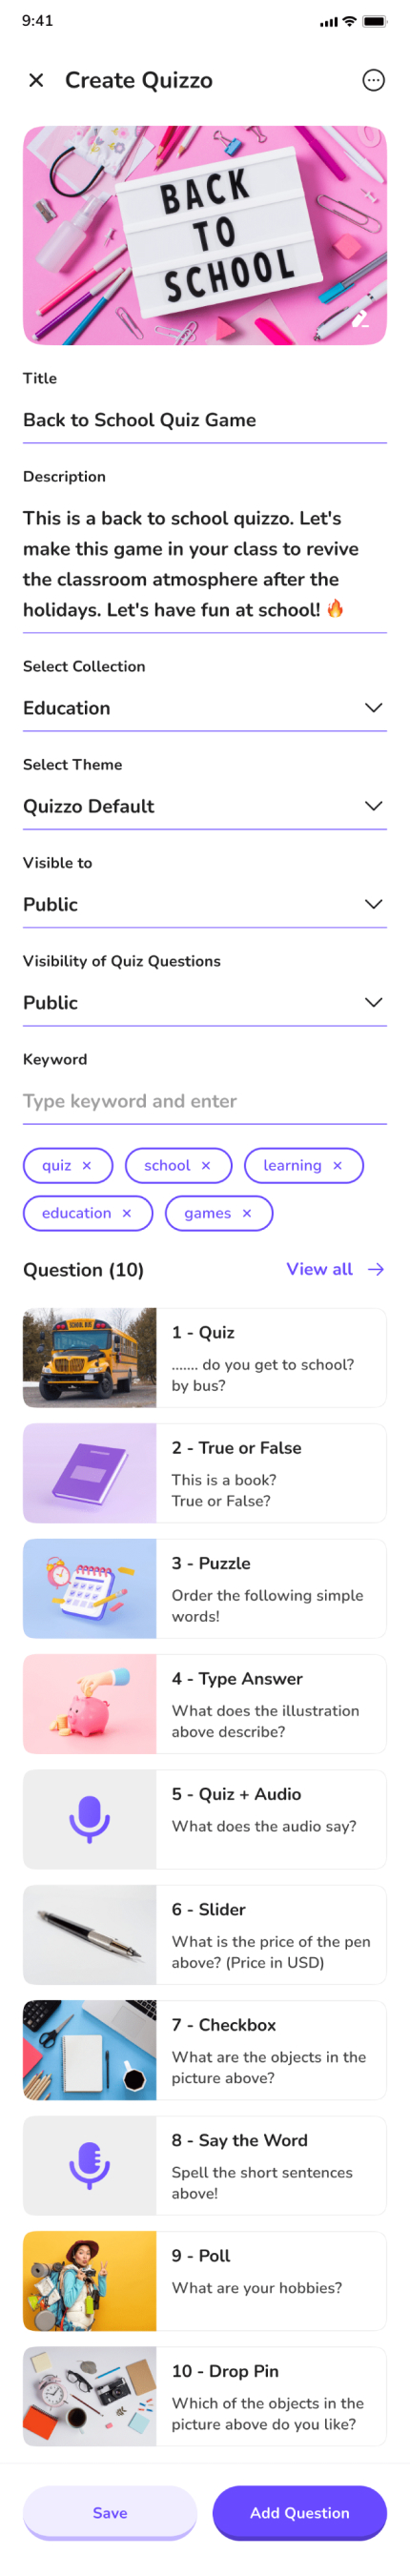 9:41
Create Quizzo
BACK
TO
SCHOOL
Title
Back to School Quiz Game
Description
This is a back to school quizzo. Let's
make this game in your class to revive
the classroom atmosphere after the
holidays. Let's have fun at school! 🔥
Select Collection
Education
Select Theme
Quizzo Default
Visible to
Public
Visibility of Quiz Questions
Public
Keyword
Type keyword and enter
quiz ×
school ×
learning ×
education ×
games ×
Question (10)
View all →
SCHOOL BUS
1 - Quiz
....... do you get to school?
by bus?
2 - True or False
This is a book?
True or False?
3 - Puzzle
Order the following simple
words!
4 - Type Answer
What does the illustration
above describe?
5 - Quiz + Audio
What does the audio say?
6 - Slider
What is the price of the pen
above? (Price in USD)
7 - Checkbox
What are the objects in the
picture above?
8 - Say the Word
Spell the short sentences
above!
9 - Poll
What are your hobbies?
10 - Drop Pin
Which of the objects in the
picture above do you like?
Save
Add Question